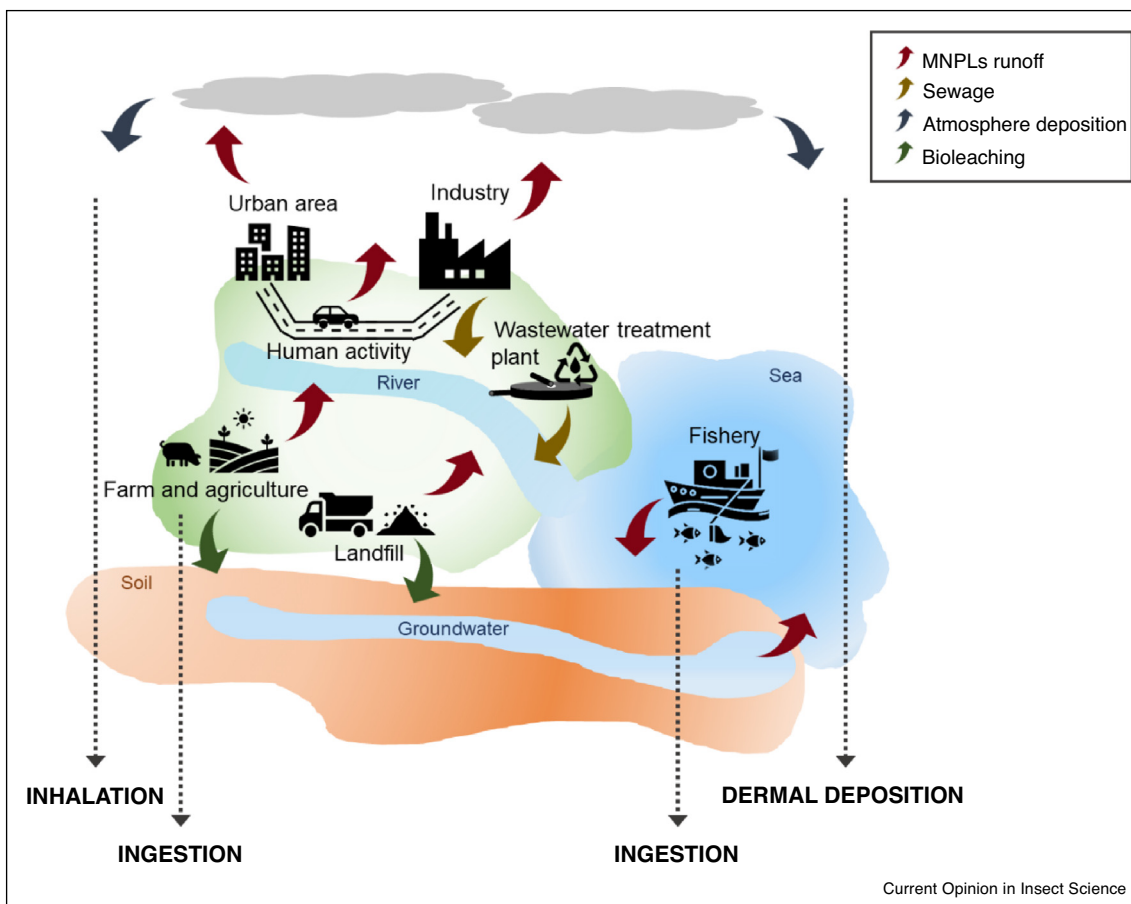 MNPLs runoff
Sewage
Atmosphere deposition
Bioleaching
Urban area
Industry
Human activity
Wastewater treatment
plant
River
Sea
Fishery
Farm and agriculture
Landfill
Soil
Groundwater
INHALATION
DERMAL DEPOSITION
INGESTION
INGESTION
Current Opinion in Insect Science